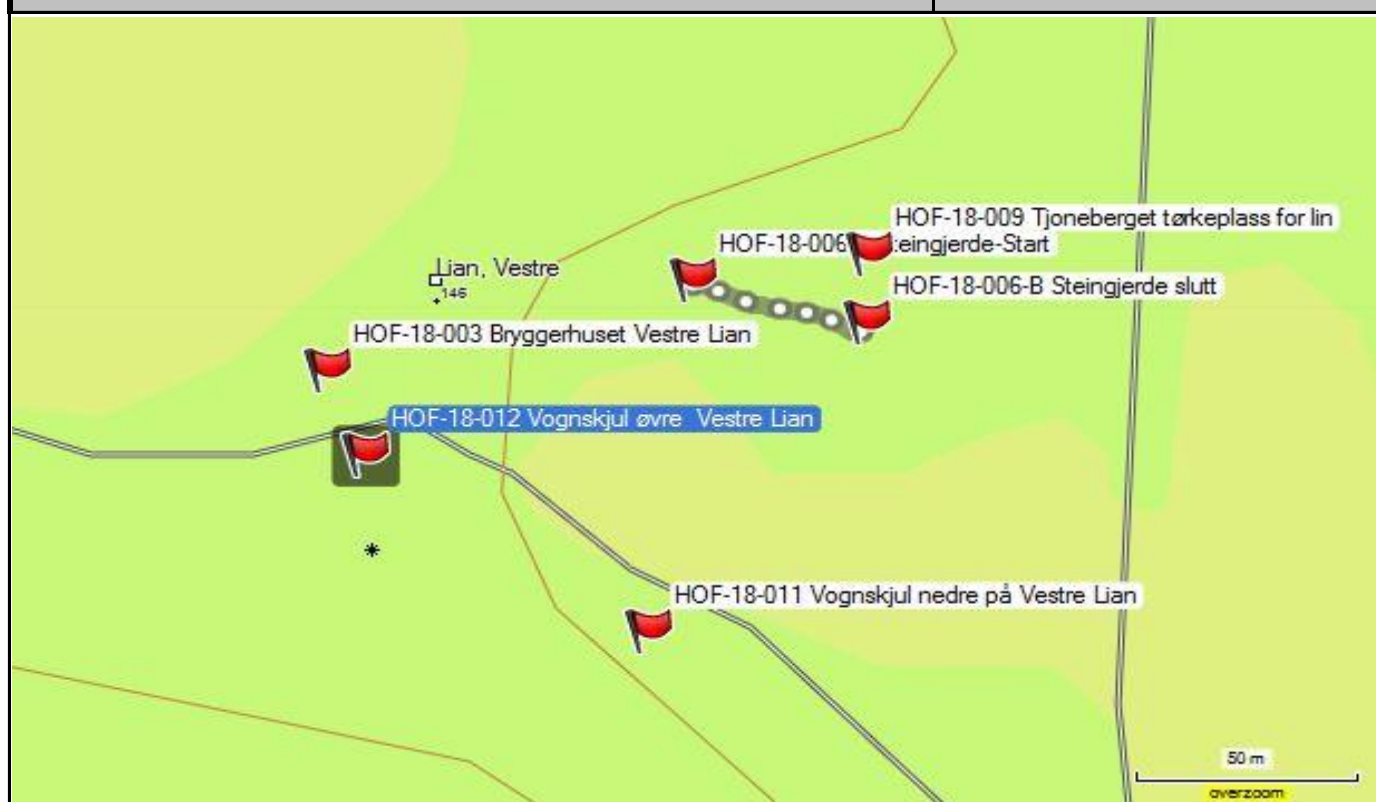 HOF-18-009 Tjoneberget tørkeplass for lin
HOF-18-006 teingjerde-Start
Lian, Vestre
146
HOF-18-006-B Steingjerde slutt
HOF-18-003 Bryggerhuset Vestre Lian
HOF-18-012 Vognskjul øvre Vestre Lian
HOF-18-011 Vognskjul nedre på Vestre Lian
50 m
overzoom